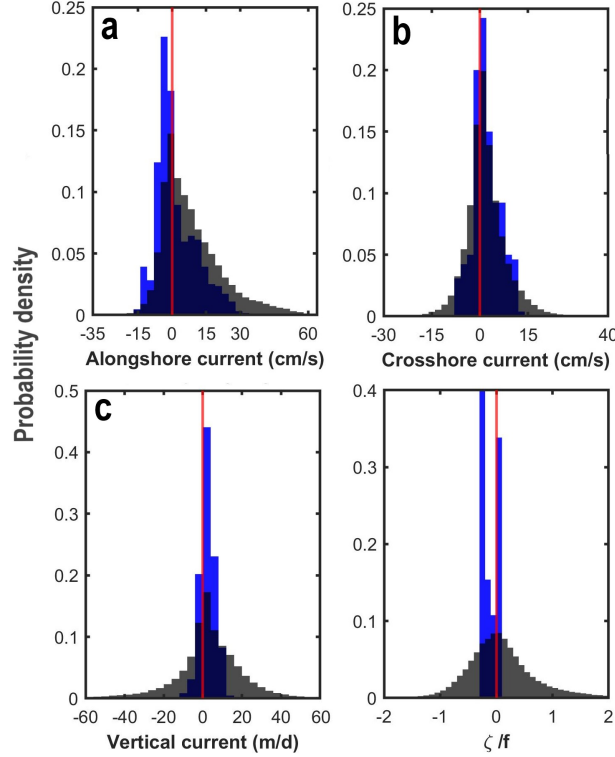 a
0.25
0.2
0.15
0.1
0.05
0
-35 -15 0 15 35 60
Alongshore current (cm/s)
b
0.25
0.2
0.15
0.1
0.05
0
-30 -15 0 15 40
Crosshore current (cm/s)
Probability density
c
0.5
0.4
0.3
0.2
0.1
0
-60 -40 -20 0 20 40 60
Vertical current (m/d)
0.4
0.3
0.2
0.1
0
-2 -1 0 1 2
ζ /f